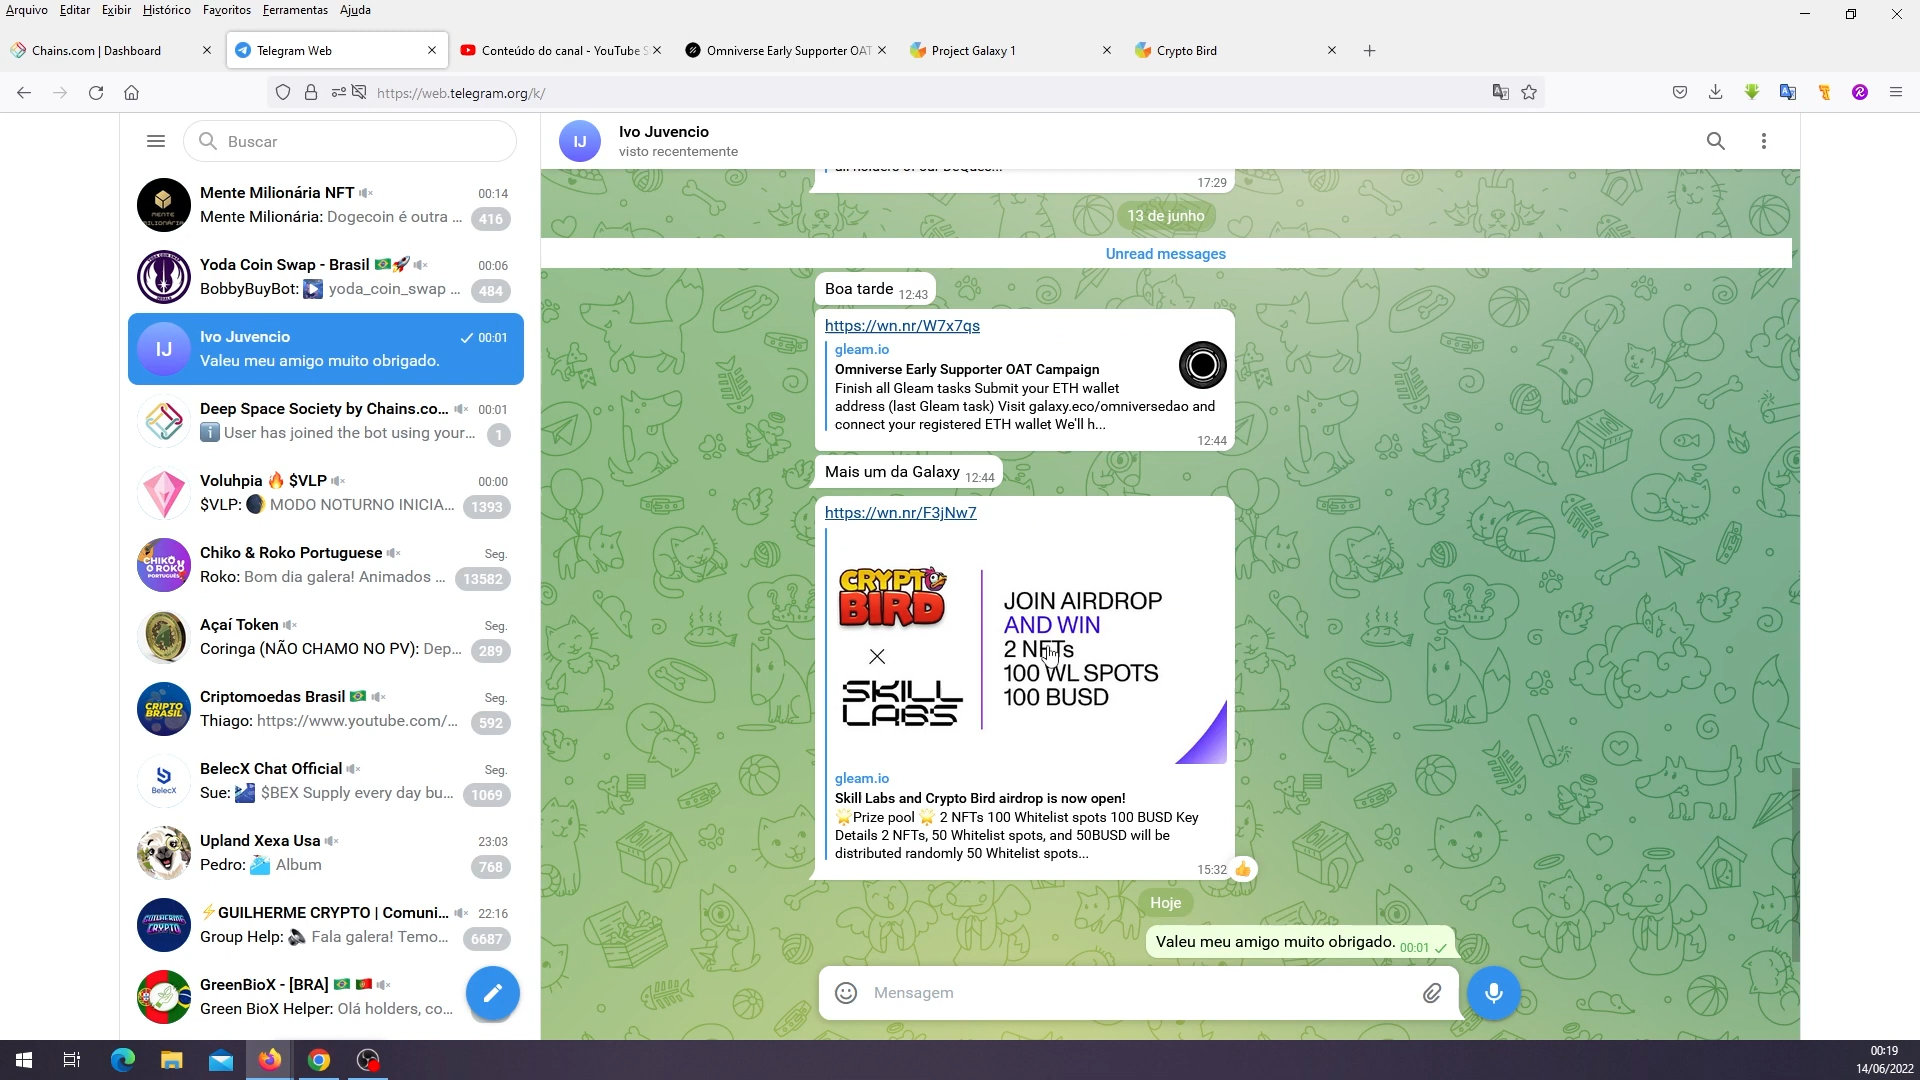 Arquivo Editar Exibir Histórico Favoritos Ferramentas Ajuda
Chains.com | Dashboard
Telegram Web
Conteúdo do canal - YouTube S
Omniverse Early Supporter OAT
Project Galaxy 1
Crypto Bird
https://web.telegram.org/k/
Buscar
Mente Milionária NFT 00:14
Mente Milionária: Dogecoin é outra ... 416
Yoda Coin Swap - Brasil 🇧🇷🚀 00:06
BobbyBuyBot: yoda_coin_swap ... 484
IJ
Ivo Juvencio 00:01
Valeu meu amigo muito obrigado.
Deep Space Society by Chains.co... 00:01
ℹ️ User has joined the bot using your... 1
Voluhpia 🔥 $VLP 00:00
$VLP: 🌒 MODO NOTURNO INICIA... 1393
CHIKO & ROKO PORTUGUÊS
Chiko & Roko Portuguese Seg.
Roko: Bom dia galera! Animados ... 13582
Açaí Token Seg.
Coringa (NÃO CHAMO NO PV): Dep... 289
CRIPTO BRASIL
Criptomoedas Brasil 🇧🇷 Seg.
Thiago: https://www.youtube.com/... 592
BelecX
BelecX Chat Official Seg.
Sue: $BEX Supply every day bu... 1069
Upland Xexa Usa 23:03
Pedro: Album 768
GUILHERME CRYPTO
⚡GUILHERME CRYPTO | Comuni... 22:16
Group Help: 🔊 Fala galera! Temo... 6687
GreenBioX - [BRA] 🇧🇷 🇵🇹
Green BioX Helper: Olá holders, co...
IJ
Ivo Juvencio
visto recentemente
17:29
13 de junho
Unread messages
Boa tarde 12:43
https://wn.nr/W7x7qs
gleam.io
Omniverse Early Supporter OAT Campaign
Finish all Gleam tasks Submit your ETH wallet
address (last Gleam task) Visit galaxy.eco/omniversedao and
connect your registered ETH wallet We'll h...
12:44
Mais um da Galaxy 12:44
https://wn.nr/F3jNw7
CRYPTO
BIRD
SKILL
LABS
JOIN AIRDROP
AND WIN
2 NFTs
100 WL SPOTS
100 BUSD
gleam.io
Skill Labs and Crypto Bird airdrop is now open!
🌟Prize pool 🌟 2 NFTs 100 Whitelist spots 100 BUSD Key
Details 2 NFTs, 50 Whitelist spots, and 50BUSD will be
distributed randomly 50 Whitelist spots...
15:32 👍
Hoje
Valeu meu amigo muito obrigado. 00:01
Mensagem
00:19
14/06/2022